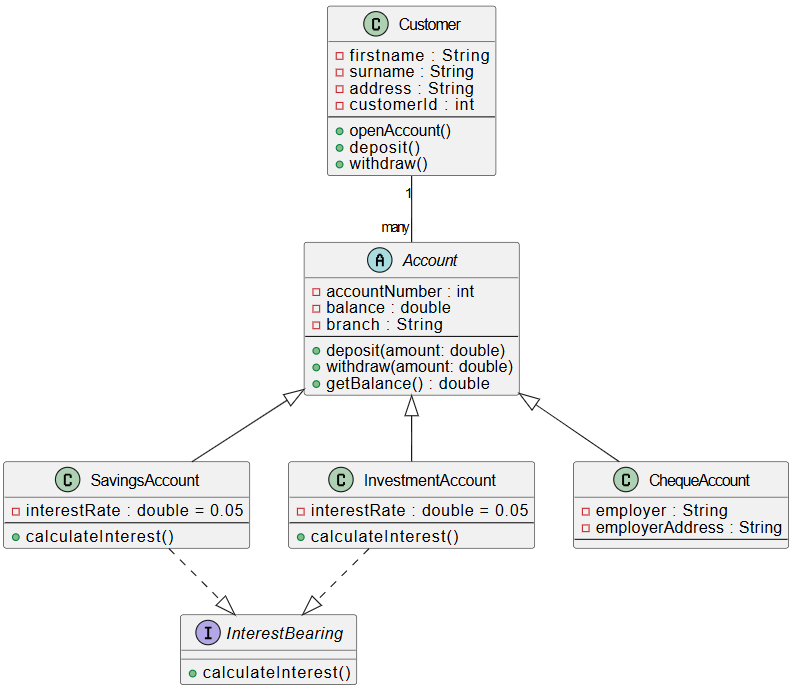 C Customer
firstname : String
surname : String
address : String
customerId : int
openAccount()
deposit()
withdraw()
1
many
A Account
accountNumber : int
balance : double
branch : String
deposit(amount: double)
withdraw(amount: double)
getBalance() : double
C SavingsAccount
interestRate : double = 0.05
calculateInterest()
C InvestmentAccount
interestRate : double = 0.05
calculateInterest()
C ChequeAccount
employer : String
employerAddress : String
I InterestBearing
calculateInterest()